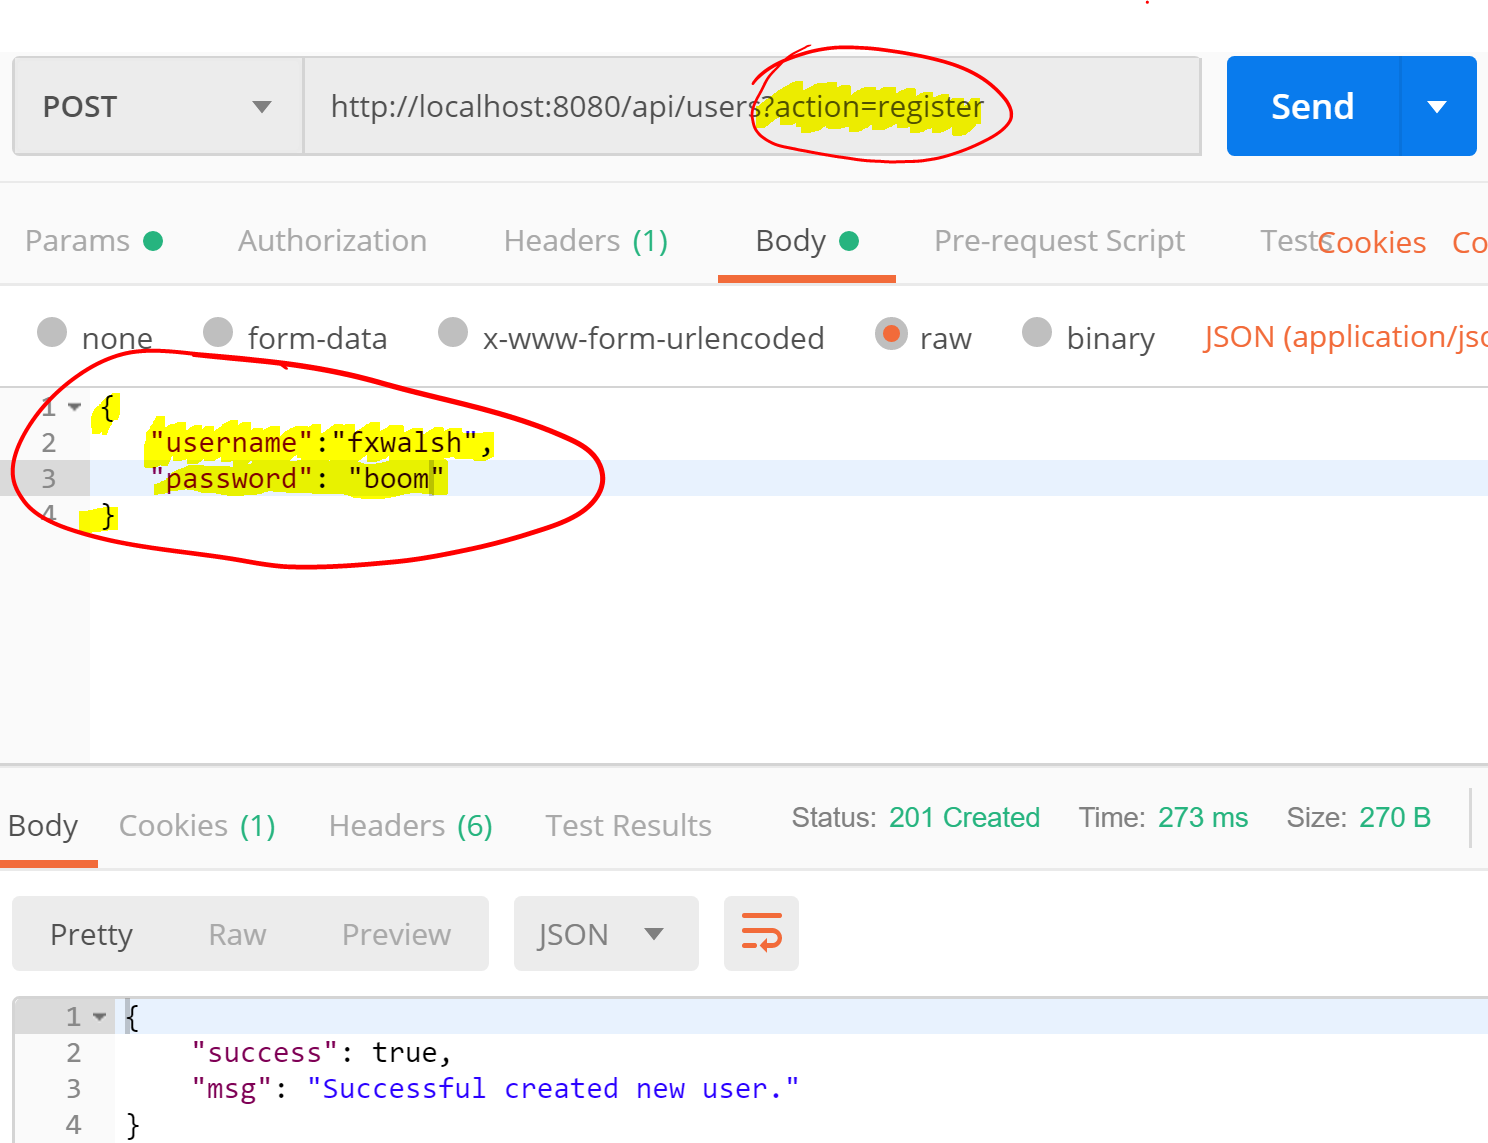 POST http://localhost:8080/api/users?action=register Send
Params Authorization Headers (1) Body Pre-request Script Tests Cookies Co
none form-data x-www-form-urlencoded raw binary JSON (application/jso
1 {
2 "username":"fxwalsh",
3 "password": "boom"
4 }
Body Cookies (1) Headers (6) Test Results Status: 201 Created Time: 273 ms Size: 270 B
Pretty Raw Preview JSON
1 {
2 "success": true,
3 "msg": "Successful created new user."
4 }